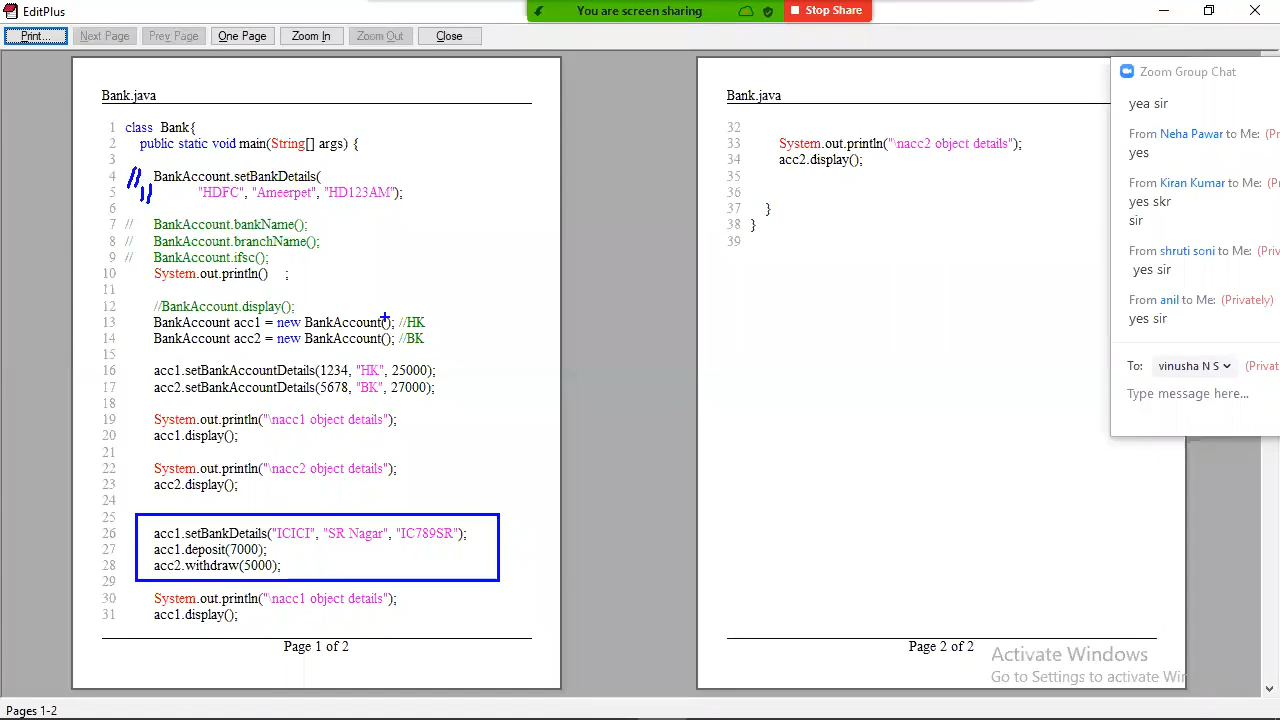 EditPlus
You are screen sharing
Stop Share
Print... Next Page Prev Page One Page Zoom In Zoom Out Close
Bank.java
1 class Bank{
2 public static void main(String[] args) {
3
4 BankAccount.setBankDetails(
5 "HDFC", "Ameerpet", "HD123AM");
6
7 // BankAccount.bankName();
8 // BankAccount.branchName();
9 // BankAccount.ifsc();
10 System.out.println() ;
11
12 //BankAccount.display();
13 BankAccount acc1 = new BankAccount(); //HK
14 BankAccount acc2 = new BankAccount(); //BK
15
16 acc1.setBankAccountDetails(1234, "HK", 25000);
17 acc2.setBankAccountDetails(5678, "BK", 27000);
18
19 System.out.println("\nacc1 object details");
20 acc1.display();
21
22 System.out.println("\nacc2 object details");
23 acc2.display();
24
25
26 acc1.setBankDetails("ICICI", "SR Nagar", "IC789SR");
27 acc1.deposit(7000);
28 acc2.withdraw(5000);
29
30 System.out.println("\nacc1 object details");
31 acc1.display();
Page 1 of 2
Bank.java
32
33 System.out.println("\nacc2 object details");
34 acc2.display();
35
36
37 }
38 }
39
Page 2 of 2
Zoom Group Chat
yea sir
From Neha Pawar to Me: (Pr
yes
From Kiran Kumar to Me: (Pr
yes skr
sir
From shruti soni to Me: (Priv
yes sir
From anil to Me: (Privately)
yes sir
To: vinusha N S (Privat
Type message here...
Activate Windows
Go to Settings to activate Wir
Pages 1-2